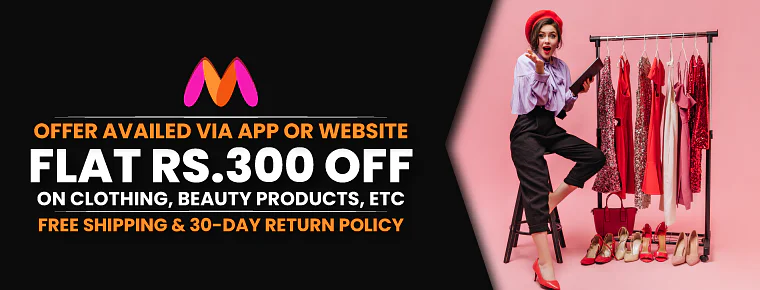 OFFER AVAILED VIA APP OR WEBSITE
FLAT RS.300 OFF
ON CLOTHING, BEAUTY PRODUCTS, ETC
FREE SHIPPING & 30-DAY RETURN POLICY